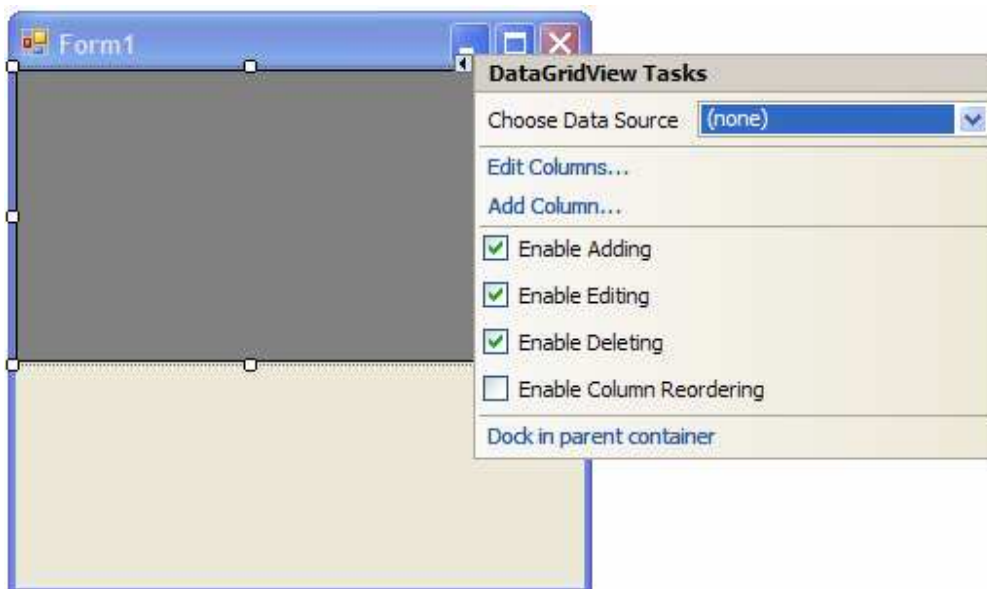 Form1
DataGridView Tasks
Choose Data Source (none)
Edit Columns...
Add Column...
Enable Adding
Enable Editing
Enable Deleting
Enable Column Reordering
Dock in parent container